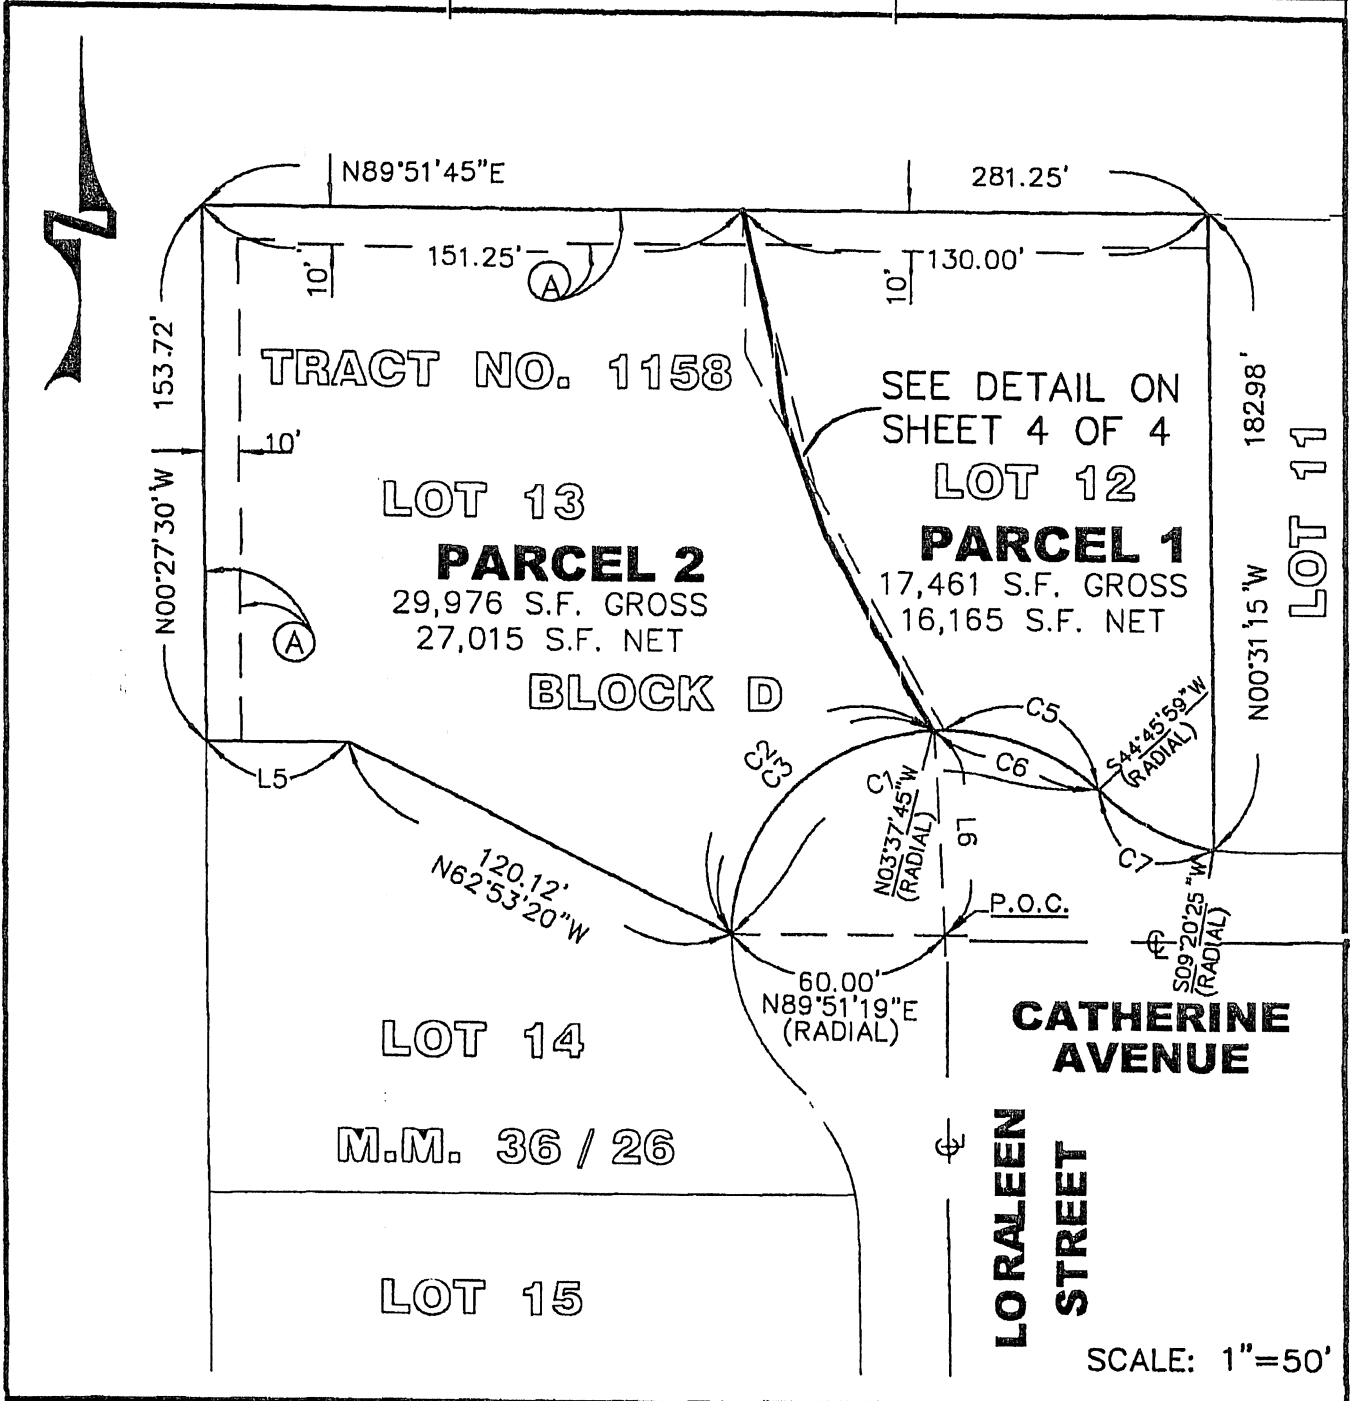 N89°51'45"E
281.25'
151.25'
130.00'
10'
A
10'
153.72'
TRACT NO. 1158
SEE DETAIL ON
SHEET 4 OF 4
182.98'
10'
LOT 13
LOT 12
LOT 11
PARCEL 2
29,976 S.F. GROSS
27,015 S.F. NET
PARCEL 1
17,461 S.F. GROSS
16,165 S.F. NET
N00°27'30"W
A
BLOCK D
N00°31'15"W
C5
S44°45'59"W
(RADIAL)
C2
C3
C1
C6
L5
N03°37'45"W
(RADIAL)
L6
C7
120.12'
N62°53'20"W
P.O.C.
S09°20'25"W
(RADIAL)
60.00'
N89°51'19"E
(RADIAL)
CATHERINE
AVENUE
LOT 14
M.M. 36 / 26
LORALEEN
STREET
LOT 15
SCALE: 1"=50'